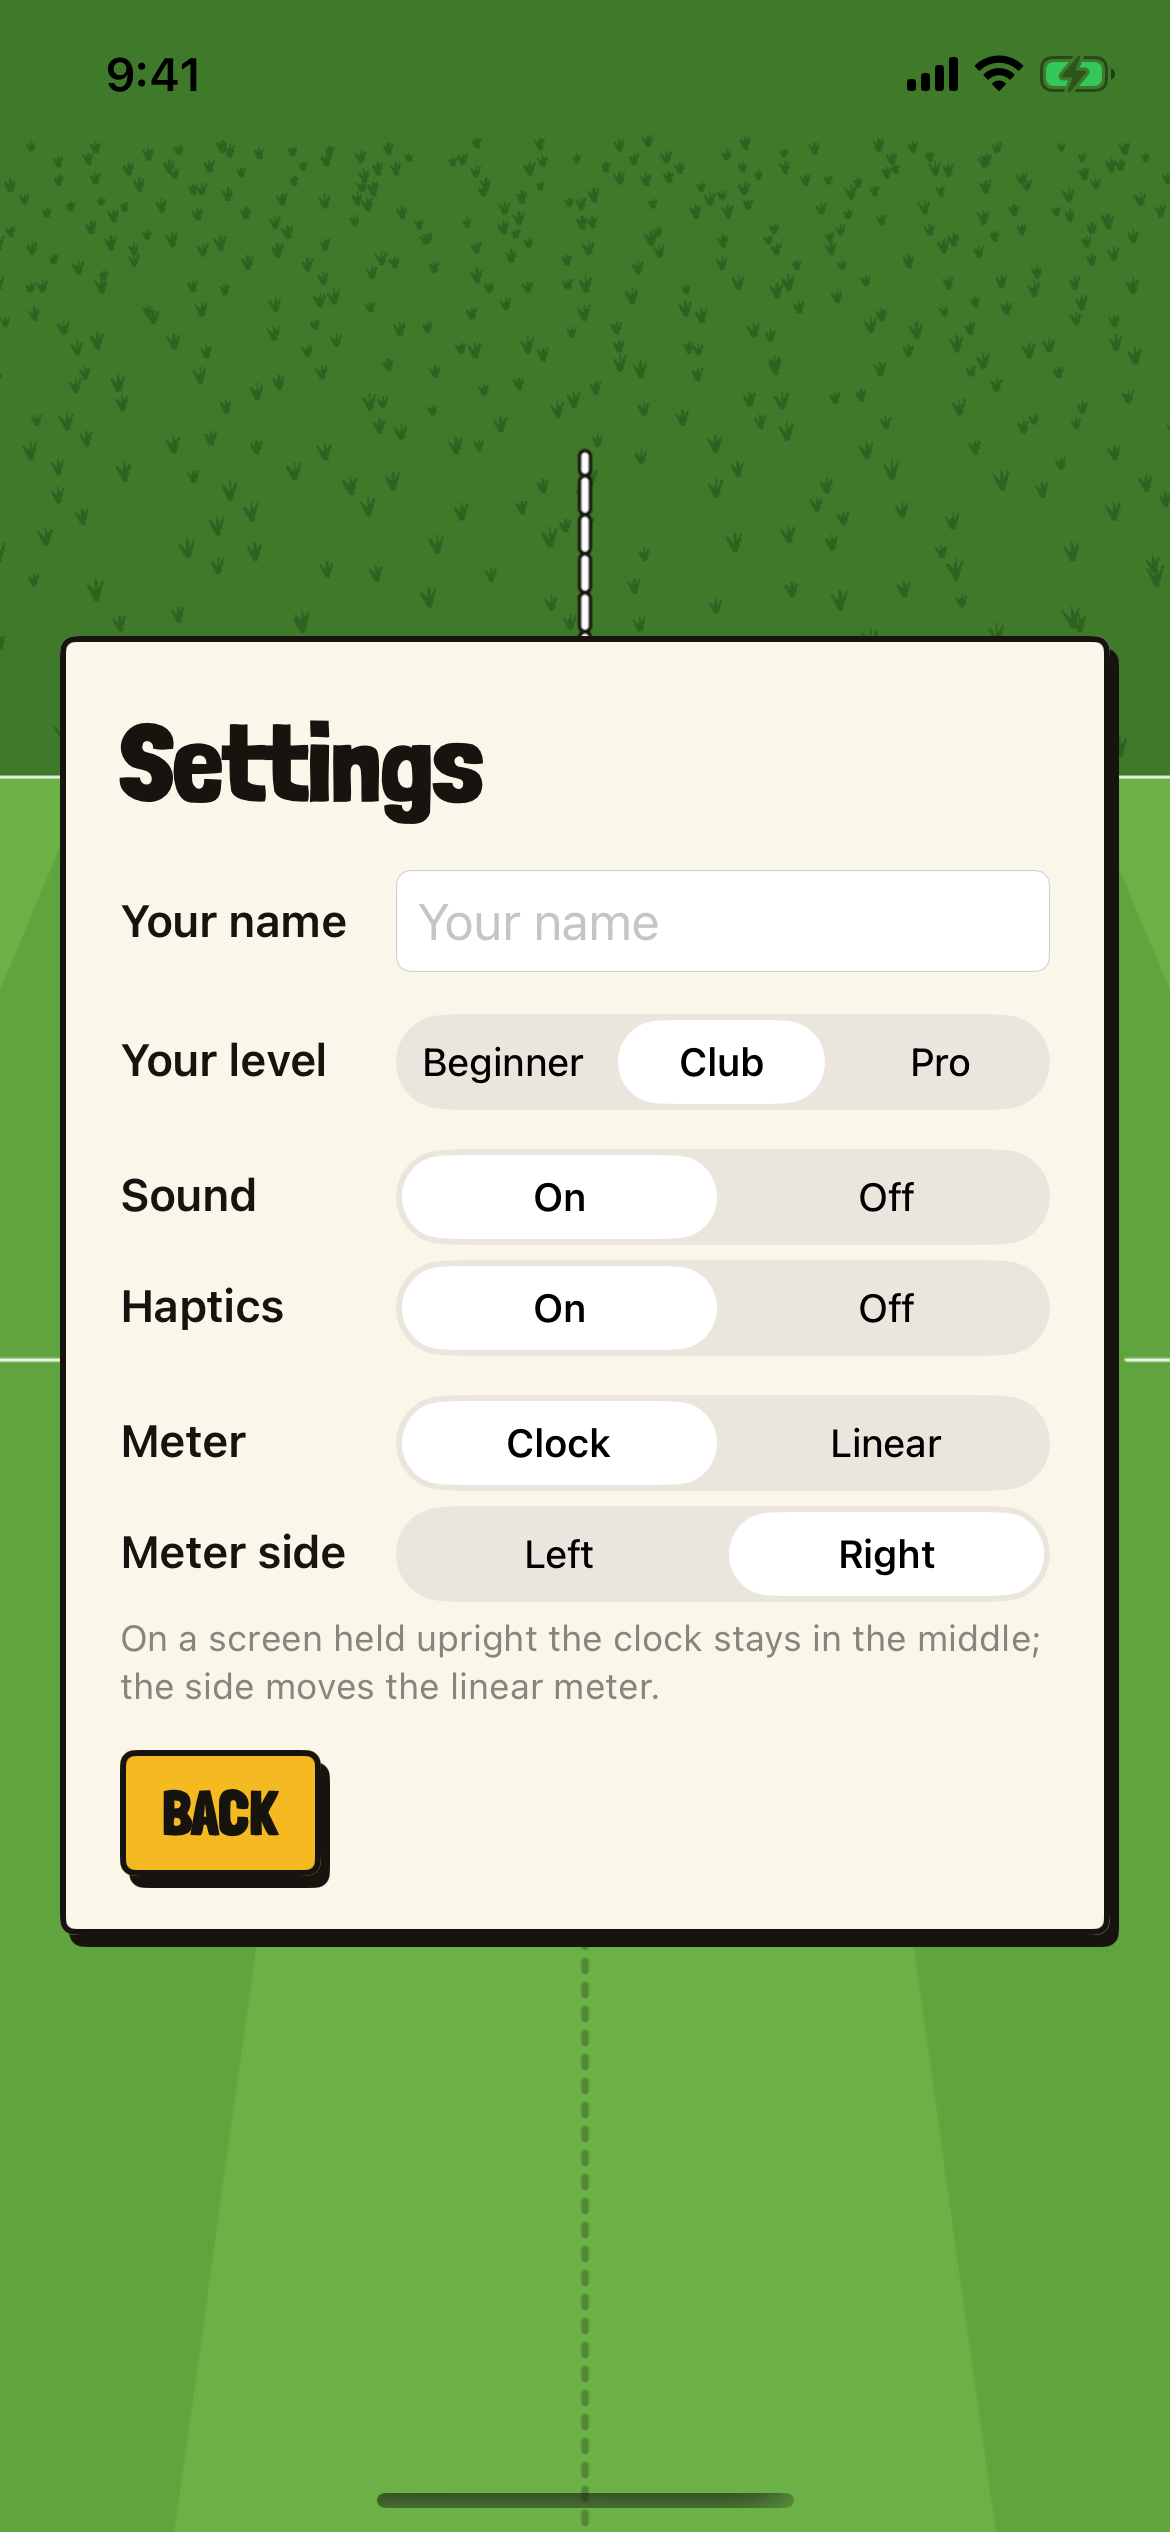 9:41
Settings
Your name
Your name
Your level
Beginner Club Pro
Sound
On Off
Haptics
On Off
Meter
Clock Linear
Meter side
Left Right
On a screen held upright the clock stays in the middle;
the side moves the linear meter.
BACK